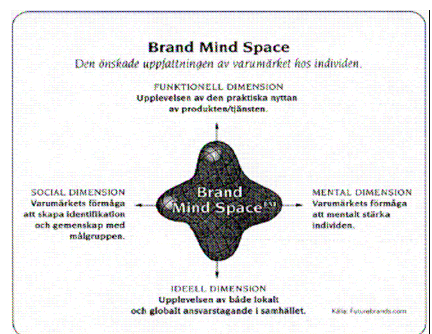 Brand Mind Space
Den önskade uppfattningen av varumärket hos individen.
FUNKTIONELL DIMENSION
Upplevelsen av den praktiska nyttan
av produkten/tjänsten.
SOCIAL DIMENSION
Varumärkets förmåga
att skapa identifikation
och gemenskap med
målgruppen.
Brand
Mind Space
MENTAL DIMENSION
Varumärkets förmåga
att mentalt stärka
individen.
IDEELL DIMENSION
Upplevelsen av både lokalt
och globalt ansvarstagande i samhället.
Källa: Futurebrands.com